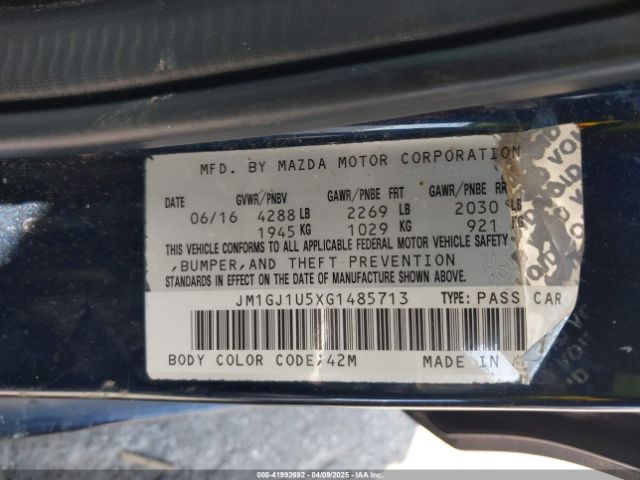 MFD. BY MAZDA MOTOR CORPORATION
DATE GVWR/PNBV GAWR/PNBE FRT GAWR/PNBE RR
06/16 4288 LB 2269 LB 2030 LB
1945 KG 1029 KG 921 KG
THIS VEHICLE CONFORMS TO ALL APPLICABLE FEDERAL MOTOR VEHICLE SAFETY
,BUMPER,AND THEFT PREVENTION
STANDARDS IN EFFECT ON THE DATE OF MANUFACTURE SHOWN ABOVE.
JM1GJ1U5XG1485713 TYPE: PASS CAR
BODY COLOR CODE:42M MADE IN
VOID VOID
000-41992692 - 04/09/2025 - IAAI.COM